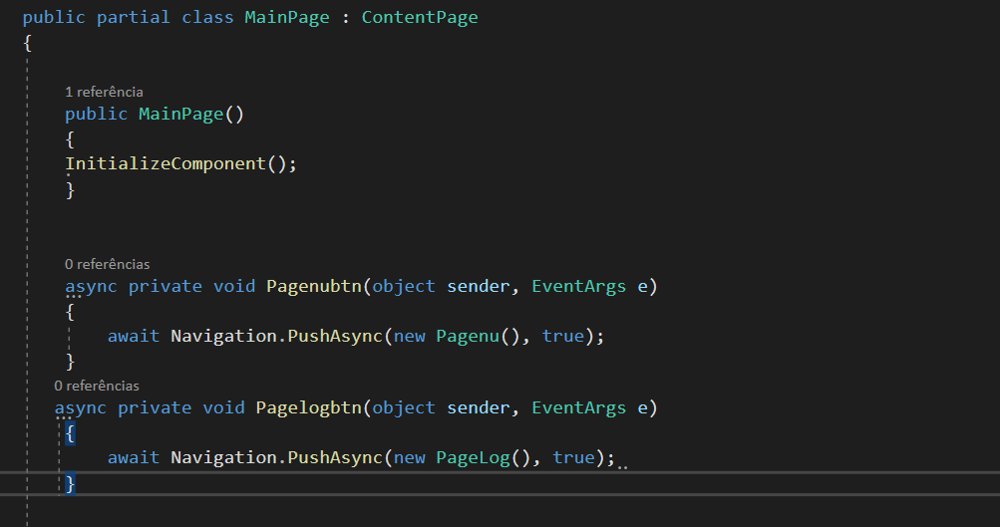 public partial class MainPage : ContentPage
{
1 referência
public MainPage()
{
InitializeComponent();
}
0 referências
async private void Pagenubtn(object sender, EventArgs e)
{
await Navigation.PushAsync(new Pagenu(), true);
}
0 referências
async private void Pagelogbtn(object sender, EventArgs e)
{
await Navigation.PushAsync(new PageLog(), true);
}